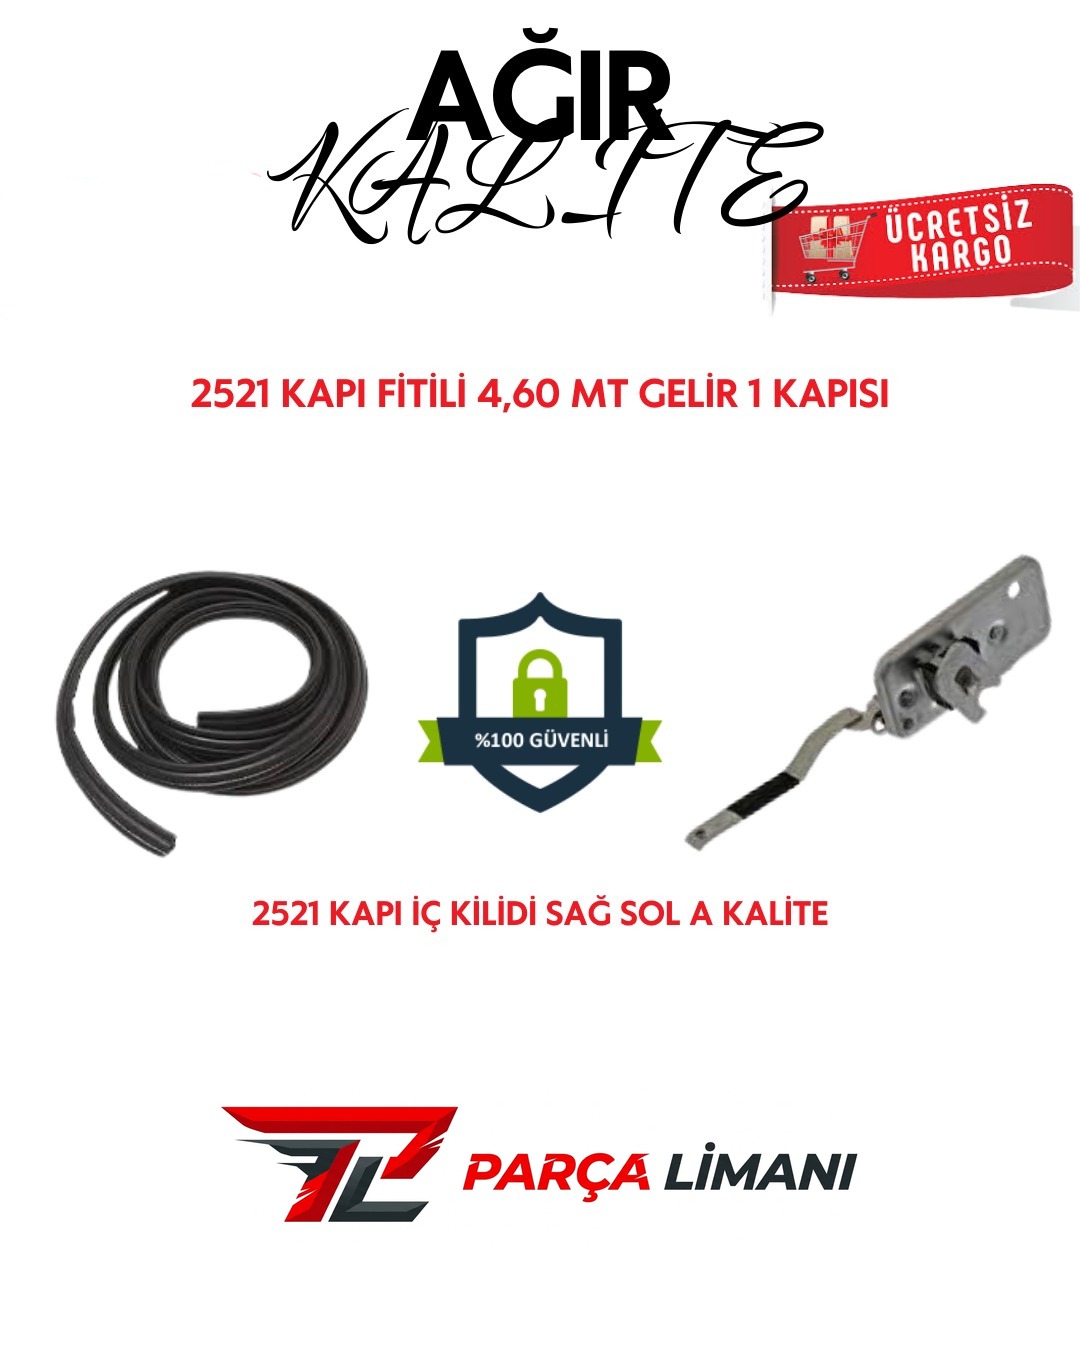 AĞIR
KALİTE
ÜCRETSİZ
KARGO
2521 KAPI FİTİLİ 4,60 MT GELİR 1 KAPISI
%100 GÜVENLİ
2521 KAPI İÇ KİLİDİ SAĞ SOL A KALİTE
PARÇA LİMANI